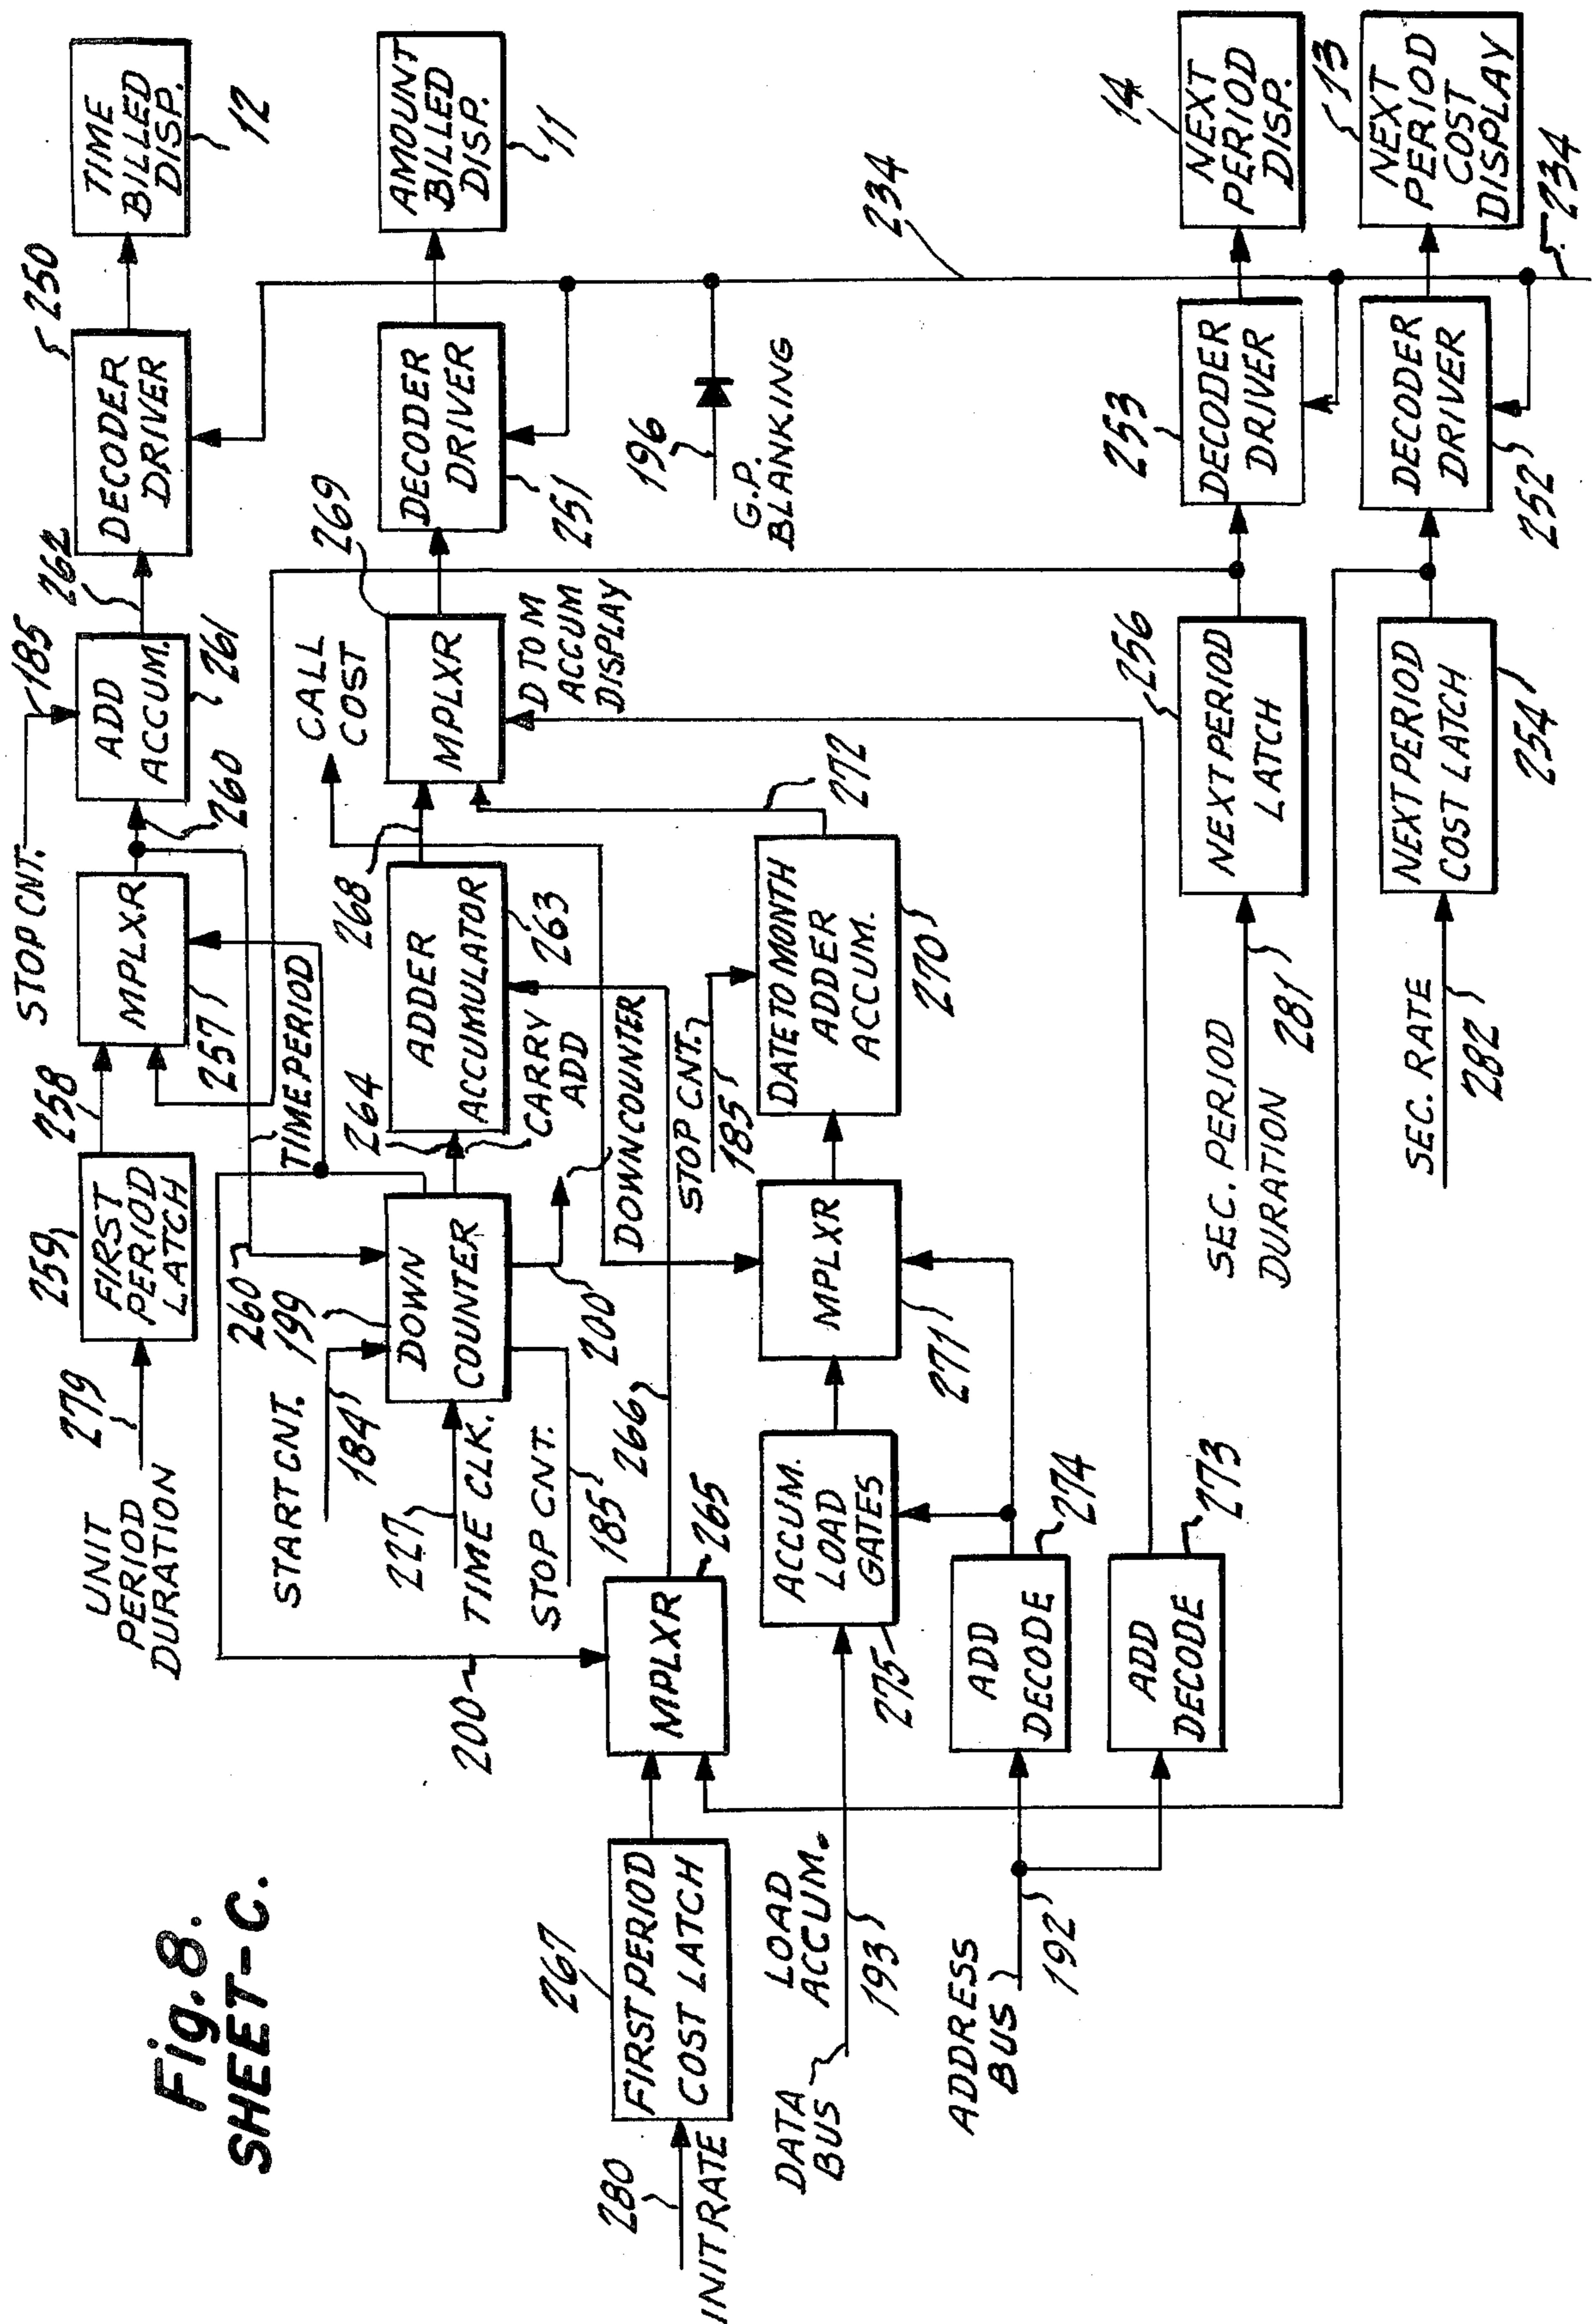 Fig. 8.
SHEET-C.
UNIT
PERIOD
DURATION
279
259
FIRST
PERIOD
LATCH
258
STOP CNT.
185
MPLXR
257
260
ADD
ACCUM.
261
262
DECODER
DRIVER
250
TIME
BILLED
DISP.
12
TIME PERIOD
260
199
START CNT.
184
227
TIME CLK.
STOP CNT.
185
DOWN
COUNTER
200
DOWN COUNTER
264
CARRY
ADD
ADDER
ACCUMULATOR
263
268
CALL
COST
MPLXR
269
D TO M
ACCUM
DISPLAY
DECODER
DRIVER
251
AMOUNT
BILLED
DISP.
11
200
MPLXR
265
266
267
FIRST PERIOD
COST LATCH
280
INIT RATE
196
G.P.
BLANKING
234
DATA
BUS
LOAD
ACCUM.
193
ACCUM.
LOAD
GATES
275
MPLXR
271
STOP CNT.
185
DATE TO MONTH
ADDER
ACCUM.
270
272
ADDRESS
BUS
192
ADD
DECODE
274
ADD
DECODE
273
SEC. PERIOD
DURATION
281
NEXT PERIOD
LATCH
256
253
DECODER
DRIVER
14
NEXT
PERIOD
DISP.
SEC. RATE
282
NEXT PERIOD
COST LATCH
254
DECODER
DRIVER
252
13
NEXT
PERIOD
COST
DISPLAY
234